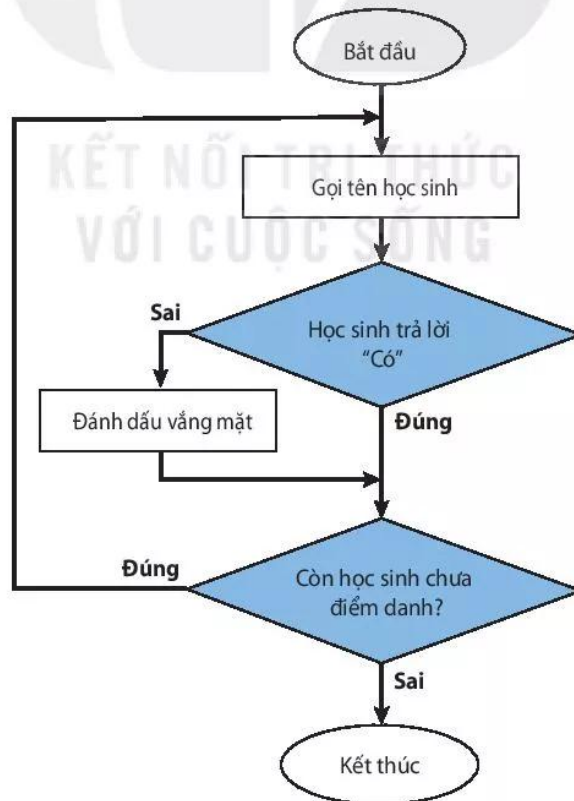 Bắt đầu
KẾT NỐI TRI THỨC
Gọi tên học sinh
VỚI CUỘC SỐNG
Sai
Học sinh trả lời
“Có”
Đánh dấu vắng mặt
Đúng
Đúng
Còn học sinh chưa
điểm danh?
Sai
Kết thúc